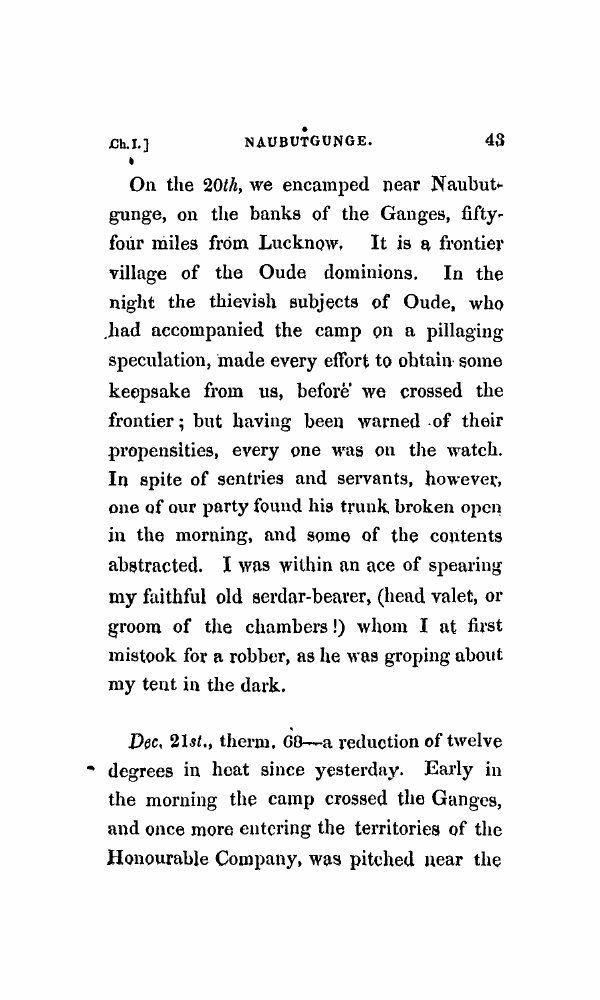 Ch. I.] NAUBUTGUNGE. 43
On the 20th, we encamped near Naubut-
gunge, on the banks of the Ganges, fifty-
four miles from Lucknow. It is a frontier
village of the Oude dominions. In the
night the thievish subjects of Oude, who
had accompanied the camp on a pillaging
speculation, made every effort to obtain some
keepsake from us, before we crossed the
frontier; but having been warned of their
propensities, every one was on the watch.
In spite of sentries and servants, however,
one of our party found his trunk broken open
in the morning, and some of the contents
abstracted. I was within an ace of spearing
my faithful old serdar-bearer, (head valet, or
groom of the chambers!) whom I at first
mistook for a robber, as he was groping about
my tent in the dark.
Dec. 21st., therm. 68—a reduction of twelve
degrees in heat since yesterday. Early in
the morning the camp crossed the Ganges,
and once more entering the territories of the
Honourable Company, was pitched near the